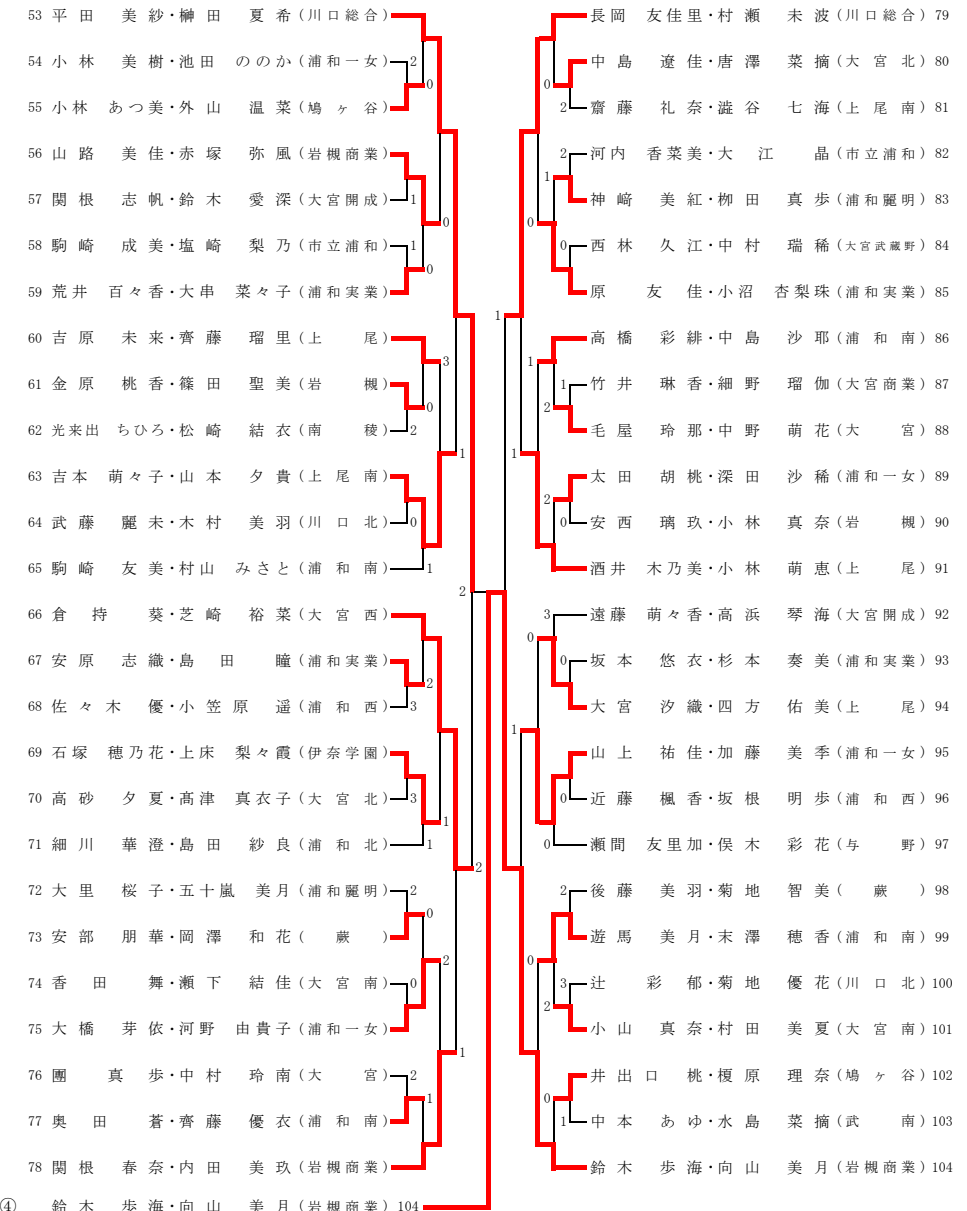 53 平田 美紗・榊田 夏希(川口総合)
54 小林 美樹・池田 ののか(浦和一女)
55 小林 あつ美・外山 温菜(鳩ヶ谷)
56 山路 美佳・赤塚 弥風(岩槻商業)
57 関根 志帆・鈴木 愛深(大宮開成)
58 駒崎 成美・塩崎 梨乃(市立浦和)
59 荒井 百々香・大串 菜々子(浦和実業)
60 吉原 未来・齊藤 瑠里(上尾)
61 金原 桃香・篠田 聖美(岩槻)
62 光来出 ちひろ・松崎 結衣(南稜)
63 吉本 萌々子・山本 夕貴(上尾南)
64 武藤 麗未・木村 美羽(川口北)
65 駒崎 友美・村山 みさと(浦和南)
66 倉持 葵・芝崎 裕菜(大宮西)
67 安原 志織・島田 瞳(浦和実業)
68 佐々木 優・小笠原 遥(浦和西)
69 石塚 穂乃花・上床 梨々霞(伊奈学園)
70 高砂 夕夏・髙津 真衣子(大宮北)
71 細川 華澄・島田 紗良(浦和北)
72 大里 桜子・五十嵐 美月(浦和麗明)
73 安部 朋華・岡澤 和花(蕨)
74 香田 舞・瀬下 結佳(大宮南)
75 大橋 芽依・河野 由貴子(浦和一女)
76 團 真歩・中村 玲南(大宮)
77 奥田 蒼・齊藤 優衣(浦和南)
78 関根 春奈・内田 美玖(岩槻商業)
④ 鈴木 歩海・向山 美月(岩槻商業) 104
長岡 友佳里・村瀬 未波(川口総合) 79
中島 遼佳・唐澤 菜摘(大宮北) 80
齋藤 礼奈・澁谷 七海(上尾南) 81
河内 香菜美・大江 晶(市立浦和) 82
神﨑 美紅・栁田 真歩(浦和麗明) 83
西林 久江・中村 瑞稀(大宮武蔵野) 84
原 友佳・小沼 杏梨珠(浦和実業) 85
高橋 彩緋・中島 沙耶(浦和南) 86
竹井 琳香・細野 瑠伽(大宮商業) 87
毛屋 玲那・中野 萌花(大宮) 88
太田 胡桃・深田 沙稀(浦和一女) 89
安西 璃玖・小林 真奈(岩槻) 90
酒井 木乃美・小林 萌恵(上尾) 91
遠藤 萌々香・高浜 琴海(大宮開成) 92
坂本 悠衣・杉本 奏美(浦和実業) 93
大宮 汐織・四方 佑美(上尾) 94
山上 祐佳・加藤 美季(浦和一女) 95
近藤 楓香・坂根 明歩(浦和西) 96
瀬間 友里加・俣木 彩花(与野) 97
後藤 美羽・菊地 智美(蕨) 98
遊馬 美月・末澤 穂香(浦和南) 99
辻 彩郁・菊地 優花(川口北) 100
小山 真奈・村田 美夏(大宮南) 101
井出口 桃・榎原 理奈(鳩ヶ谷) 102
中本 あゆ・水島 菜摘(武南) 103
鈴木 歩海・向山 美月(岩槻商業) 104